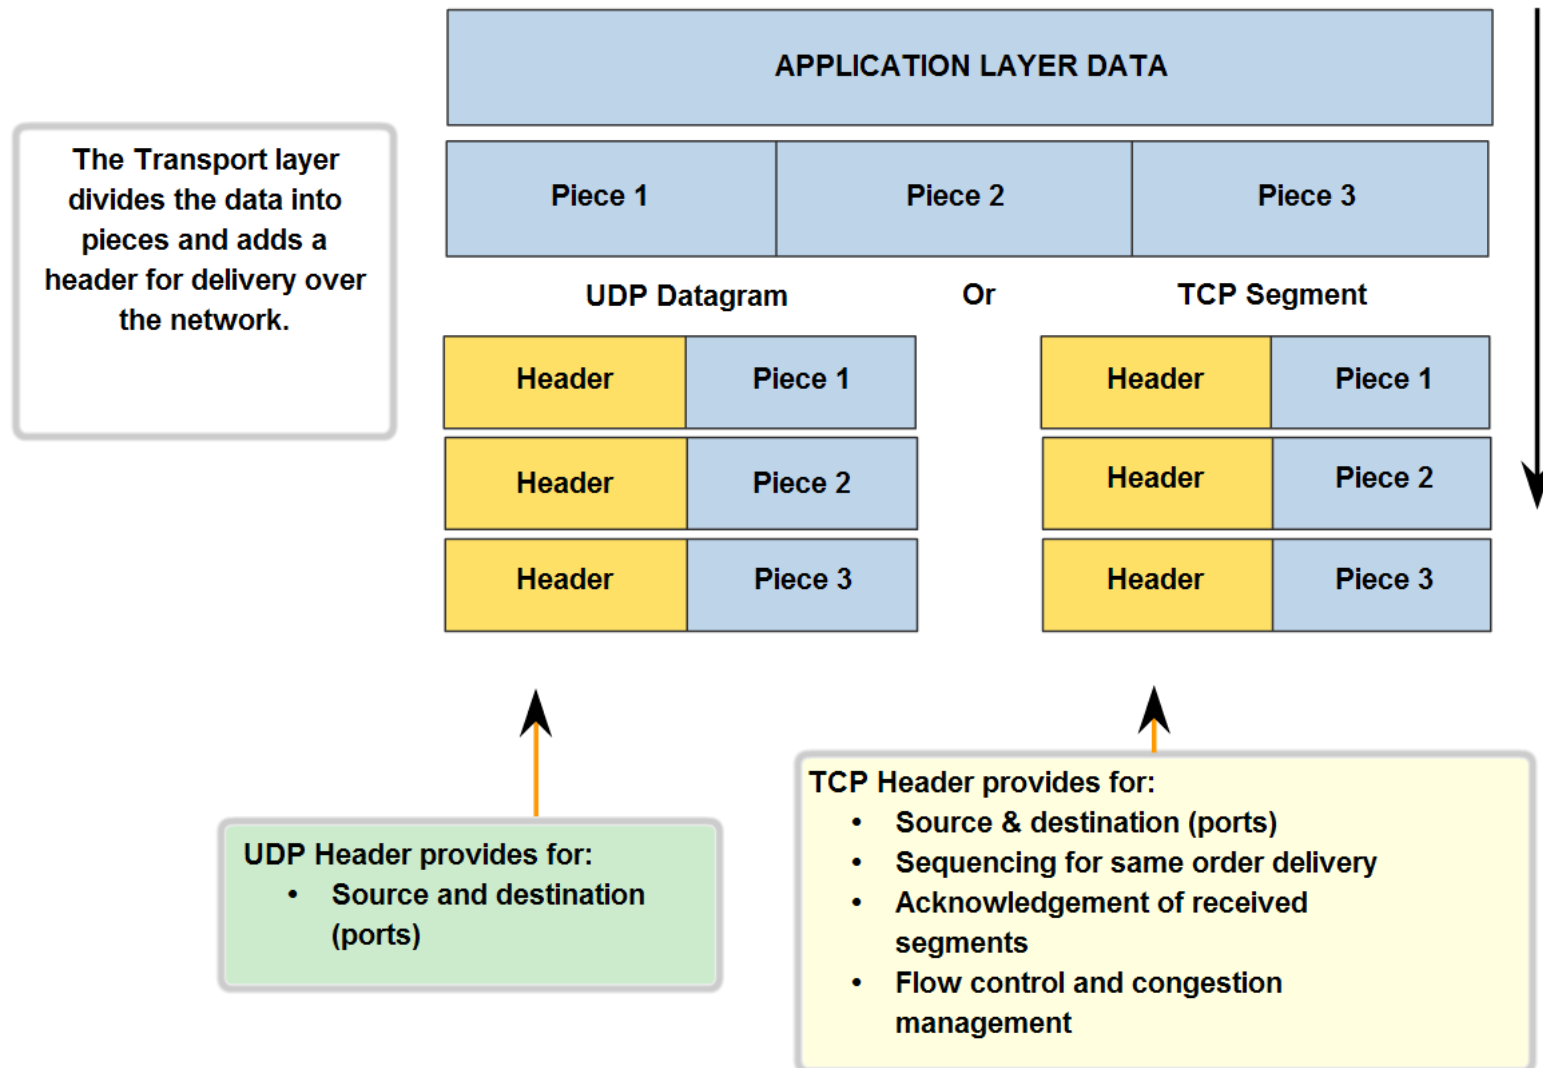 APPLICATION LAYER DATA
The Transport layer
divides the data into
pieces and adds a
header for delivery over
the network.
Piece 1
Piece 2
Piece 3
UDP Datagram
Or
TCP Segment
Header
Piece 1
Header
Piece 1
Header
Piece 2
Header
Piece 2
Header
Piece 3
Header
Piece 3
UDP Header provides for:
• Source and destination
(ports)
TCP Header provides for:
• Source & destination (ports)
• Sequencing for same order delivery
• Acknowledgement of received
segments
• Flow control and congestion
management